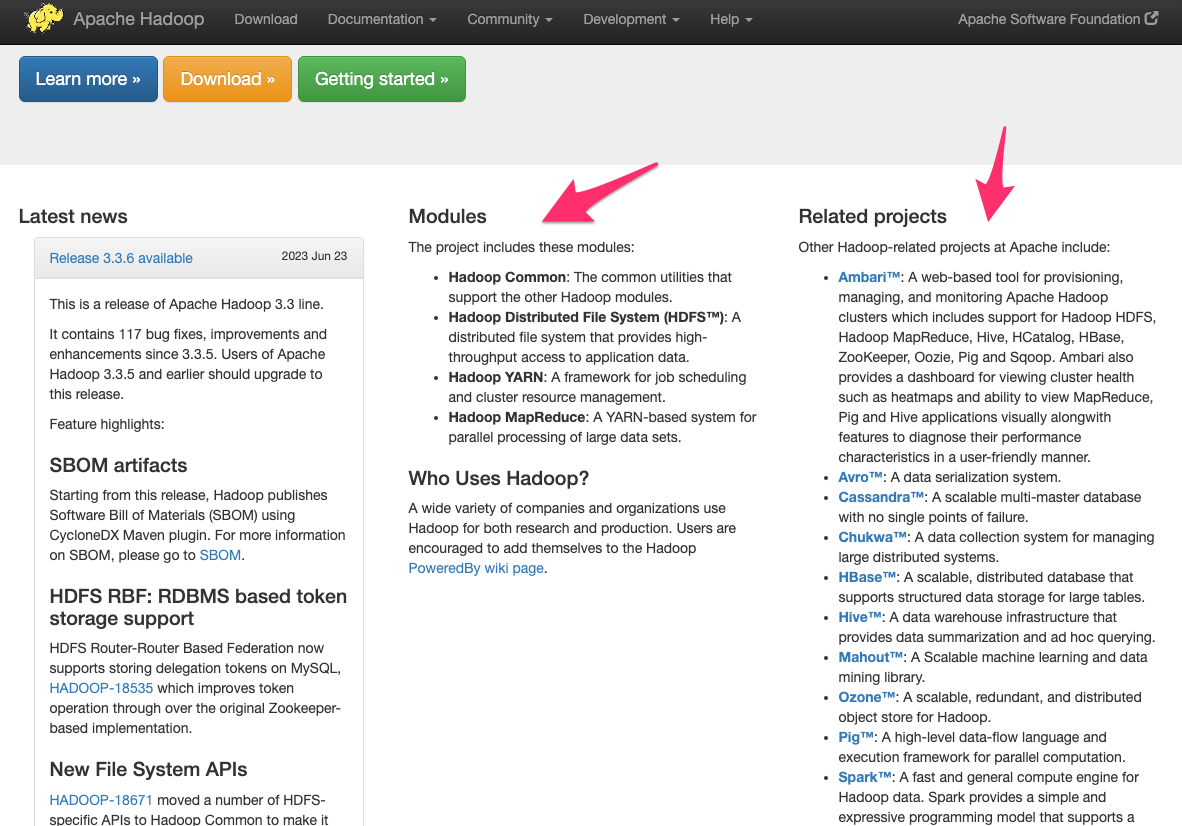 Apache Hadoop Download Documentation Community Development Help Apache Software Foundation
Learn more » Download » Getting started »
Latest news
Release 3.3.6 available 2023 Jun 23
This is a release of Apache Hadoop 3.3 line.
It contains 117 bug fixes, improvements and
enhancements since 3.3.5. Users of Apache
Hadoop 3.3.5 and earlier should upgrade to
this release.
Feature highlights:
SBOM artifacts
Starting from this release, Hadoop publishes
Software Bill of Materials (SBOM) using
CycloneDX Maven plugin. For more information
on SBOM, please go to SBOM.
HDFS RBF: RDBMS based token
storage support
HDFS Router-Router Based Federation now
supports storing delegation tokens on MySQL,
HADOOP-18535 which improves token
operation through over the original Zookeeper-
based implementation.
New File System APIs
HADOOP-18671 moved a number of HDFS-
specific APIs to Hadoop Common to make it
Modules
The project includes these modules:
• Hadoop Common: The common utilities that
support the other Hadoop modules.
• Hadoop Distributed File System (HDFS™): A
distributed file system that provides high-
throughput access to application data.
• Hadoop YARN: A framework for job scheduling
and cluster resource management.
• Hadoop MapReduce: A YARN-based system for
parallel processing of large data sets.
Who Uses Hadoop?
A wide variety of companies and organizations use
Hadoop for both research and production. Users are
encouraged to add themselves to the Hadoop
PoweredBy wiki page.
Related projects
Other Hadoop-related projects at Apache include:
• Ambari™: A web-based tool for provisioning,
managing, and monitoring Apache Hadoop
clusters which includes support for Hadoop HDFS,
Hadoop MapReduce, Hive, HCatalog, HBase,
ZooKeeper, Oozie, Pig and Sqoop. Ambari also
provides a dashboard for viewing cluster health
such as heatmaps and ability to view MapReduce,
Pig and Hive applications visually alongwith
features to diagnose their performance
characteristics in a user-friendly manner.
• Avro™: A data serialization system.
• Cassandra™: A scalable multi-master database
with no single points of failure.
• Chukwa™: A data collection system for managing
large distributed systems.
• HBase™: A scalable, distributed database that
supports structured data storage for large tables.
• Hive™: A data warehouse infrastructure that
provides data summarization and ad hoc querying.
• Mahout™: A Scalable machine learning and data
mining library.
• Ozone™: A scalable, redundant, and distributed
object store for Hadoop.
• Pig™: A high-level data-flow language and
execution framework for parallel computation.
• Spark™: A fast and general compute engine for
Hadoop data. Spark provides a simple and
expressive programming model that supports a